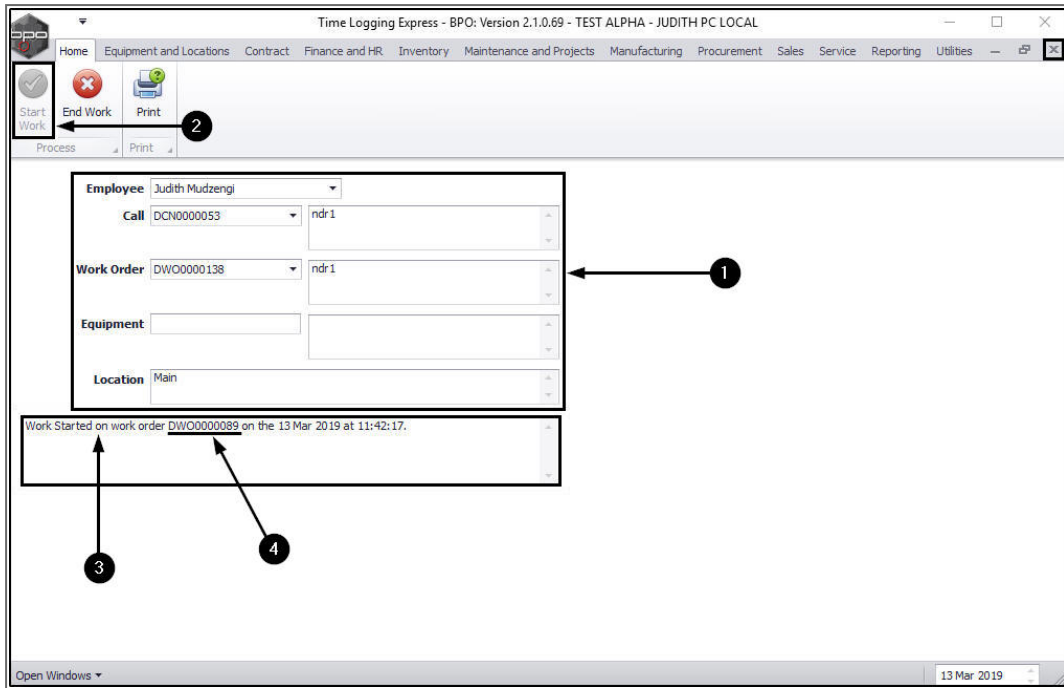 Time Logging Express - BPO: Version 2.1.0.69 - TEST ALPHA - JUDITH PC LOCAL
bpo
Home Equipment and Locations Contract Finance and HR Inventory Maintenance and Projects Manufacturing Procurement Sales Service Reporting Utilities
Start Work
End Work
Print
2
Process
Print
Employee Judith Mudzengi
Call DCN0000053 ndr1
Work Order DWO0000138 ndr1
1
Equipment
Location Main
Work Started on work order DWO0000089 on the 13 Mar 2019 at 11:42:17.
4
3
Open Windows
13 Mar 2019